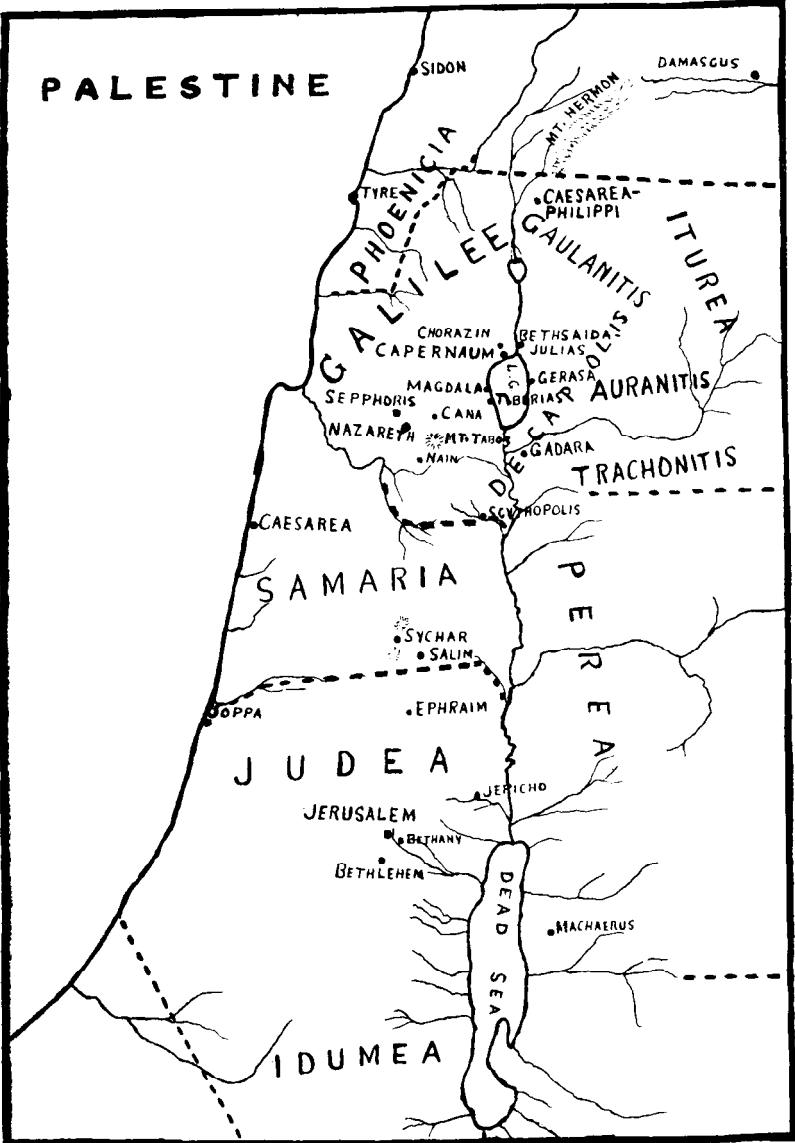 PALESTINE
SIDON
DAMASCUS
MT. HERMON
PHOENICIA
TYRE
CAESAREA-
PHILIPPI
GALILEE
GAULANITIS
ITUREA
CHORAZIN
BETHSAIDA-
JULIAS
CAPERNAUM
L.G.
GERASA
MAGDALA
TIBERIAS
AURANITIS
DECAPOLIS
SEPPHORIS
CANA
NAZARETH
MT. TABOR
GADARA
NAIN
TRACHONITIS
SCYTHOPOLIS
CAESAREA
SAMARIA
PEREA
SYCHAR
SALIM
JOPPA
EPHRAIM
JUDEA
JERICHO
JERUSALEM
BETHANY
BETHLEHEM
DEAD SEA
MACHAERUS
IDUMEA